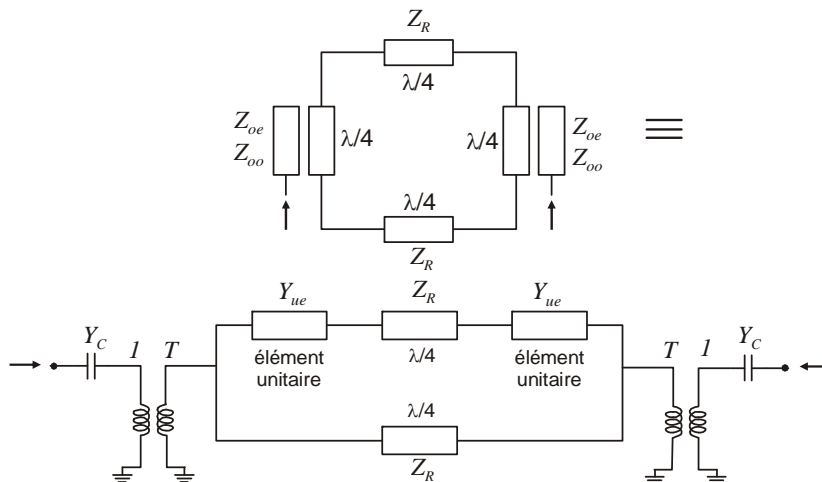 Z_R
λ/4
Z_oe
Z_oo
λ/4
λ/4
Z_oe
Z_oo
≡
λ/4
Z_R
Y_ue
Z_R
Y_ue
Y_C
1
T
élément
unitaire
λ/4
élément
unitaire
T
1
Y_C
λ/4
Z_R